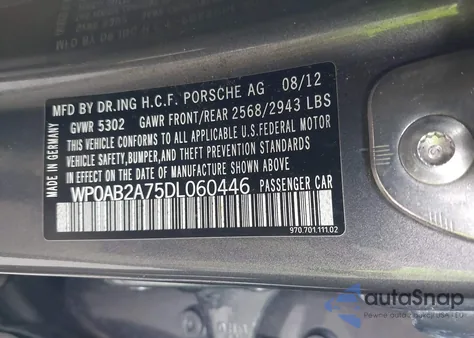 MFD BY DR.ING H.C.F. PORSCHE AG 08/12
GVWR 5302 GAWR FRONT/REAR 2568/2943 LBS
THIS VEHICLE CONFORMS TO ALL APPLICABLE
U.S.FEDERAL MOTOR
VEHICLE SAFETY,BUMPER,AND THEFT PREVENTION STANDARDS
IN EFFECT ON THE DATE OF MANUFACTURE
SHOWN ABOVE
WP0AB2A75DL060446 PASSENGER CAR
MADE IN GERMANY
970.701.111.02
autoSnap